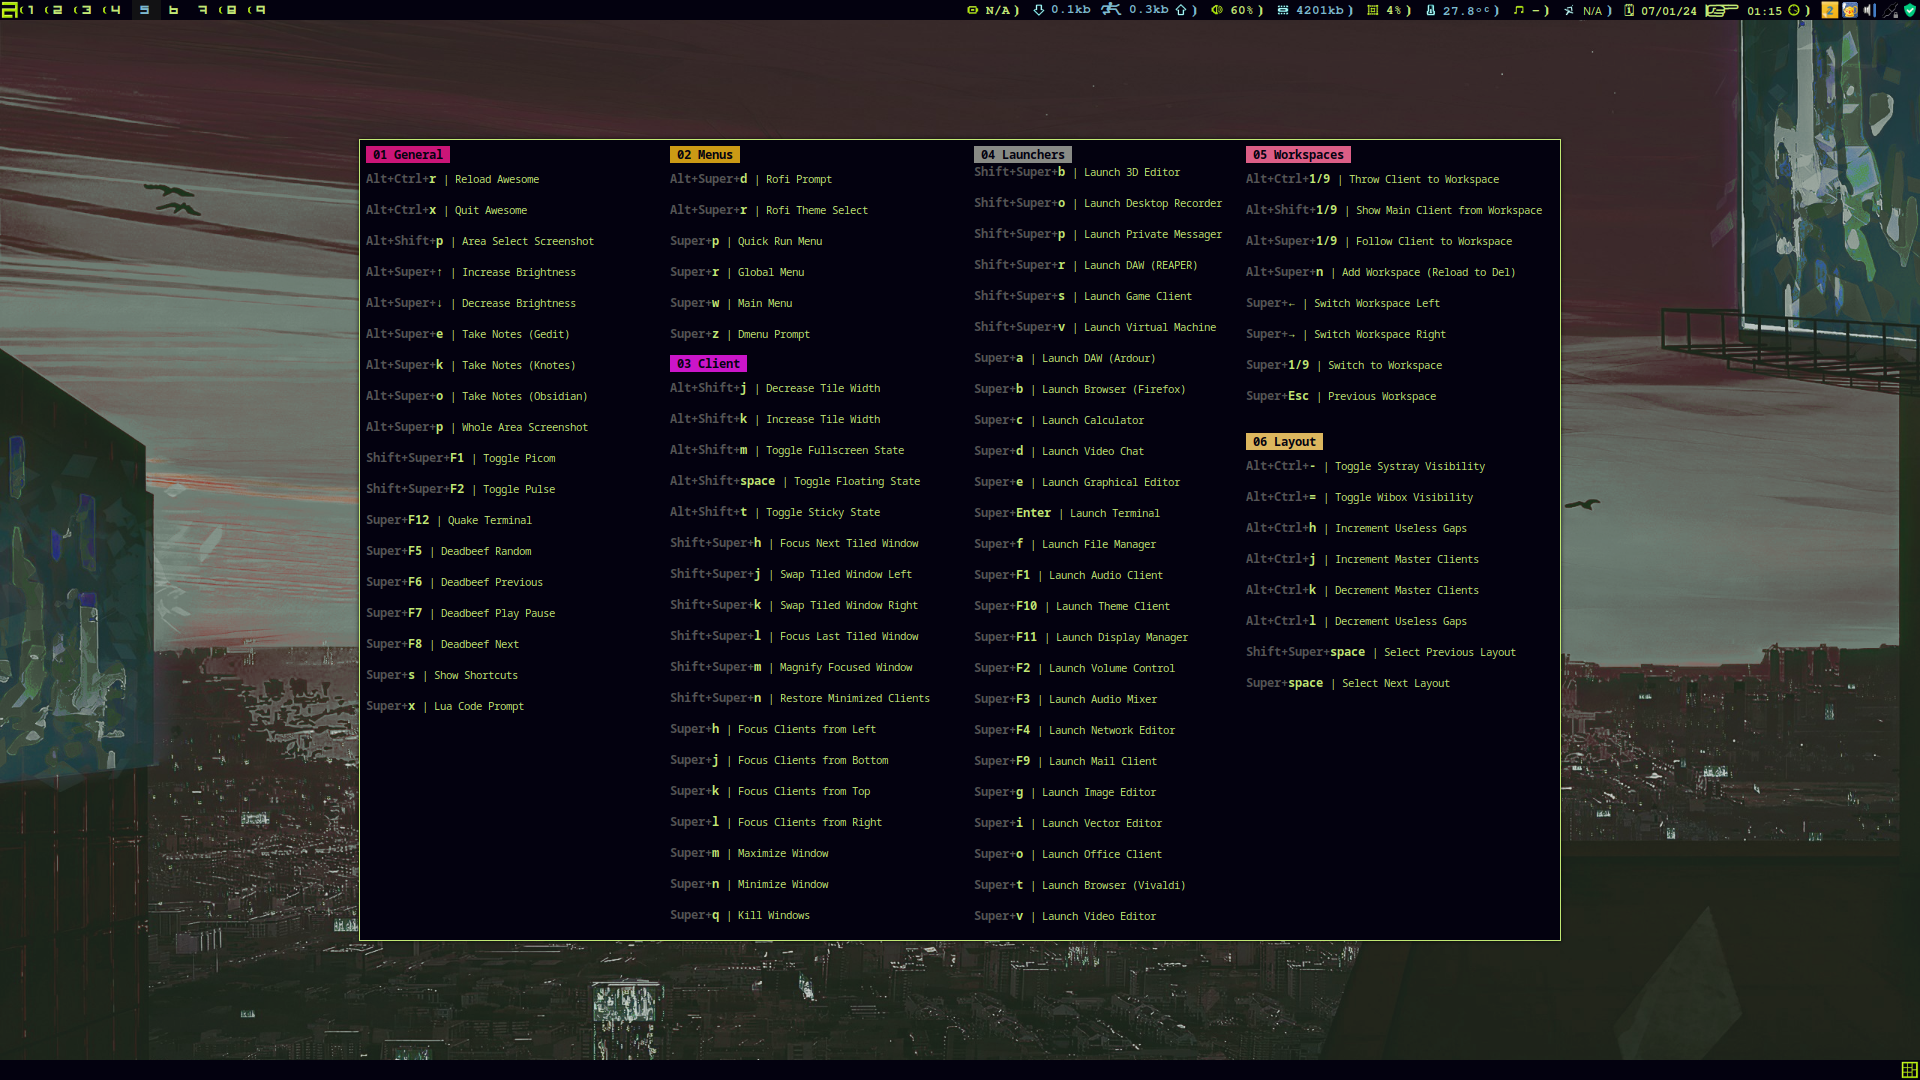 1 2 3 4 5 6 7 8 9
N/A ) 0.1kb 0.3kb ) 60% ) 4201kb ) 4% ) 27.8°C ) - ) N/A ) 07/01/24 01:15 ) 2
01 General
Alt+Ctrl+r | Reload Awesome
Alt+Ctrl+x | Quit Awesome
Alt+Shift+p | Area Select Screenshot
Alt+Super+↑ | Increase Brightness
Alt+Super+↓ | Decrease Brightness
Alt+Super+e | Take Notes (Gedit)
Alt+Super+k | Take Notes (Knotes)
Alt+Super+o | Take Notes (Obsidian)
Alt+Super+p | Whole Area Screenshot
Shift+Super+F1 | Toggle Picom
Shift+Super+F2 | Toggle Pulse
Super+F12 | Quake Terminal
Super+F5 | Deadbeef Random
Super+F6 | Deadbeef Previous
Super+F7 | Deadbeef Play Pause
Super+F8 | Deadbeef Next
Super+s | Show Shortcuts
Super+x | Lua Code Prompt
02 Menus
Alt+Super+d | Rofi Prompt
Alt+Super+r | Rofi Theme Select
Super+p | Quick Run Menu
Super+r | Global Menu
Super+w | Main Menu
Super+z | Dmenu Prompt
03 Client
Alt+Shift+j | Decrease Tile Width
Alt+Shift+k | Increase Tile Width
Alt+Shift+m | Toggle Fullscreen State
Alt+Shift+space | Toggle Floating State
Alt+Shift+t | Toggle Sticky State
Shift+Super+h | Focus Next Tiled Window
Shift+Super+j | Swap Tiled Window Left
Shift+Super+k | Swap Tiled Window Right
Shift+Super+l | Focus Last Tiled Window
Shift+Super+m | Magnify Focused Window
Shift+Super+n | Restore Minimized Clients
Super+h | Focus Clients from Left
Super+j | Focus Clients from Bottom
Super+k | Focus Clients from Top
Super+l | Focus Clients from Right
Super+m | Maximize Window
Super+n | Minimize Window
Super+q | Kill Windows
04 Launchers
Shift+Super+b | Launch 3D Editor
Shift+Super+o | Launch Desktop Recorder
Shift+Super+p | Launch Private Messager
Shift+Super+r | Launch DAW (REAPER)
Shift+Super+s | Launch Game Client
Shift+Super+v | Launch Virtual Machine
Super+a | Launch DAW (Ardour)
Super+b | Launch Browser (Firefox)
Super+c | Launch Calculator
Super+d | Launch Video Chat
Super+e | Launch Graphical Editor
Super+Enter | Launch Terminal
Super+f | Launch File Manager
Super+F1 | Launch Audio Client
Super+F10 | Launch Theme Client
Super+F11 | Launch Display Manager
Super+F2 | Launch Volume Control
Super+F3 | Launch Audio Mixer
Super+F4 | Launch Network Editor
Super+F9 | Launch Mail Client
Super+g | Launch Image Editor
Super+i | Launch Vector Editor
Super+o | Launch Office Client
Super+t | Launch Browser (Vivaldi)
Super+v | Launch Video Editor
05 Workspaces
Alt+Ctrl+1/9 | Throw Client to Workspace
Alt+Shift+1/9 | Show Main Client from Workspace
Alt+Super+1/9 | Follow Client to Workspace
Alt+Super+n | Add Workspace (Reload to Del)
Super+← | Switch Workspace Left
Super+→ | Switch Workspace Right
Super+1/9 | Switch to Workspace
Super+Esc | Previous Workspace
06 Layout
Alt+Ctrl+- | Toggle Systray Visibility
Alt+Ctrl+= | Toggle Wibox Visibility
Alt+Ctrl+h | Increment Useless Gaps
Alt+Ctrl+j | Increment Master Clients
Alt+Ctrl+k | Decrement Master Clients
Alt+Ctrl+l | Decrement Useless Gaps
Shift+Super+space | Select Previous Layout
Super+space | Select Next Layout